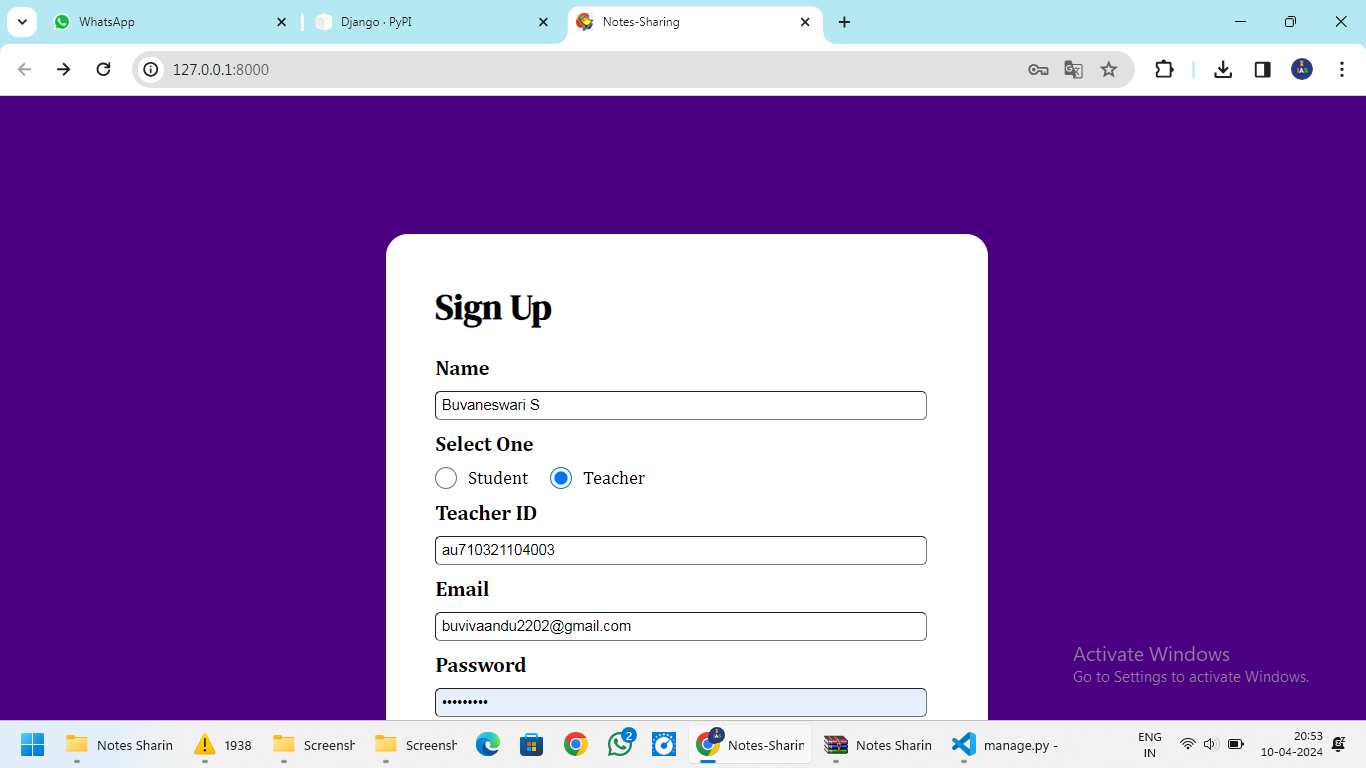 WhatsApp
Django · PyPI
Notes-Sharing
127.0.0.1:8000
IAS
Sign Up
Name
Buvaneswari S
Select One
Student Teacher
Teacher ID
au710321104003
Email
buvivaandu2202@gmail.com
Password
•••••••••
Activate Windows
Go to Settings to activate Windows.
Notes Sharin
1938
Screensh
Screensh
2
Notes-Sharin
Notes Sharin
manage.py -
ENG
IN
20:53
10-04-2024